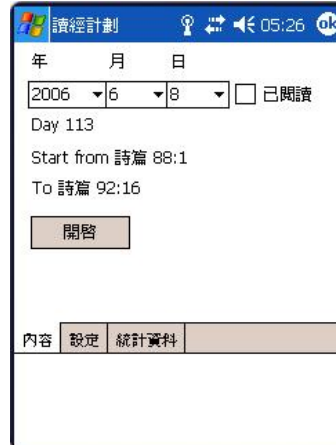 讀經計劃 05:26 ok
年 月 日
2006 6 8 已閱讀
Day 113
Start from 詩篇 88:1
To 詩篇 92:16
開啓
內容 設定 統計資料